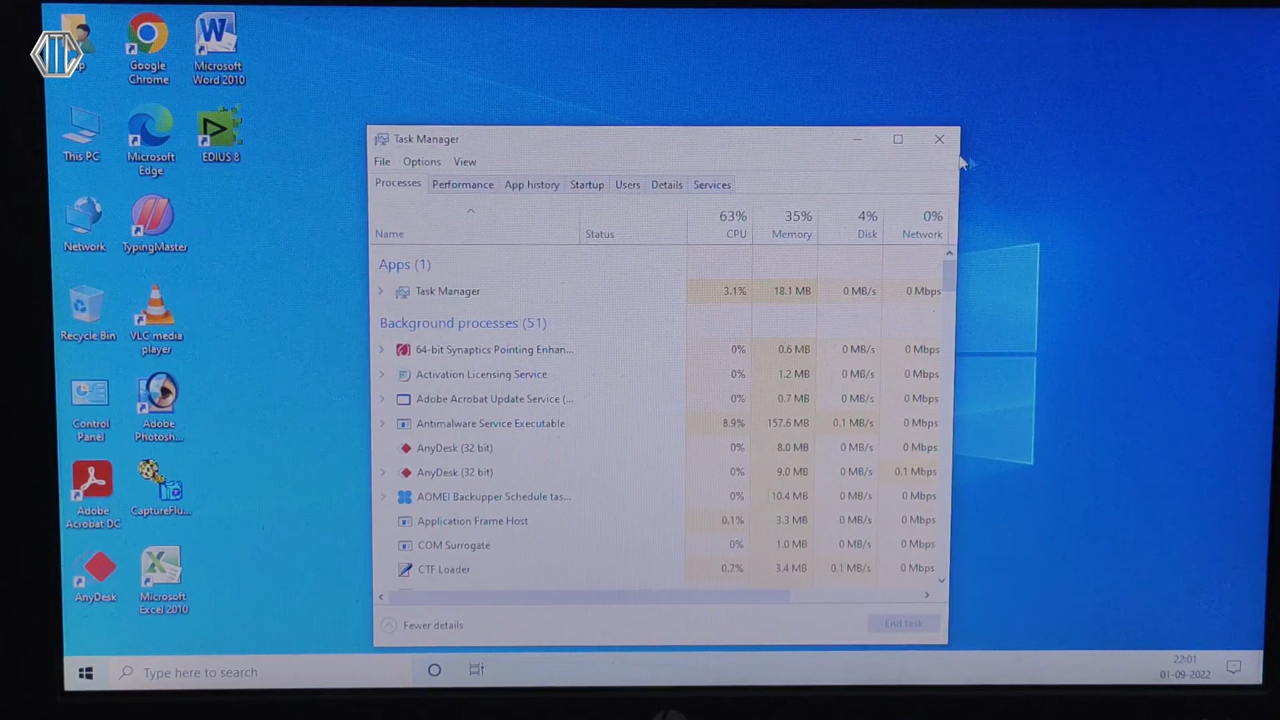 ITC
Google
Chrome
Microsoft
Word 2010
This PC
Microsoft
Edge
EDIUS 8
Network
TypingMaster
Recycle Bin
VLC media
player
Control
Panel
Adobe
Photosh...
Adobe
Acrobat DC
CaptureFlu...
AnyDesk
Microsoft
Excel 2010
Task Manager
File Options View
Processes Performance App history Startup Users Details Services
63% 35% 4% 0%
Name Status CPU Memory Disk Network
Apps (1)
Task Manager 3.1% 18.1 MB 0 MB/s 0 Mbps
Background processes (51)
64-bit Synaptics Pointing Enhan... 0% 0.6 MB 0 MB/s 0 Mbps
Activation Licensing Service 0% 1.2 MB 0 MB/s 0 Mbps
Adobe Acrobat Update Service (... 0% 0.7 MB 0 MB/s 0 Mbps
Antimalware Service Executable 8.9% 157.6 MB 0.1 MB/s 0 Mbps
AnyDesk (32 bit) 0% 8.0 MB 0 MB/s 0 Mbps
AnyDesk (32 bit) 0% 9.0 MB 0 MB/s 0.1 Mbps
AOMEI Backupper Schedule tas... 0% 10.4 MB 0 MB/s 0 Mbps
Application Frame Host 0.1% 3.3 MB 0 MB/s 0 Mbps
COM Surrogate 0% 1.0 MB 0 MB/s 0 Mbps
CTF Loader 0.7% 3.4 MB 0.1 MB/s 0 Mbps
Fewer details End task
Type here to search
22:01
01-09-2022